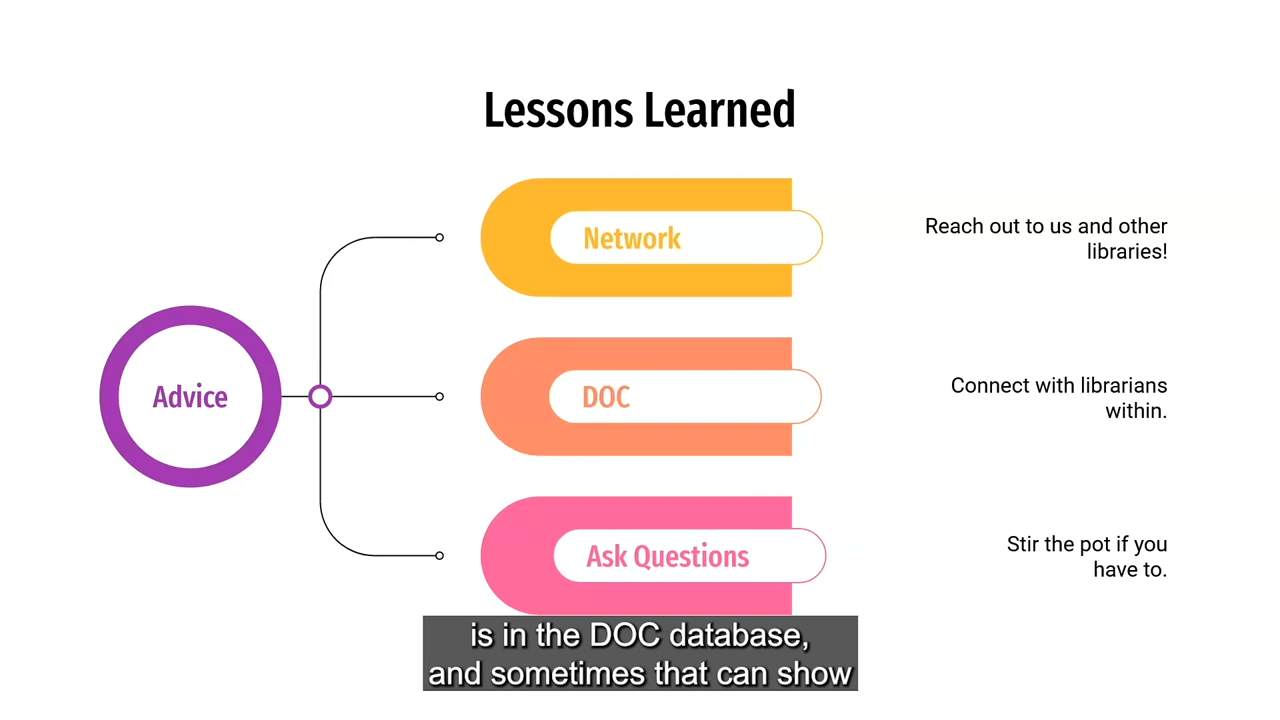 Lessons Learned
Advice
Network
Reach out to us and other
libraries!
DOC
Connect with librarians
within.
Ask Questions
Stir the pot if you
have to.
is in the DOC database,
and sometimes that can show